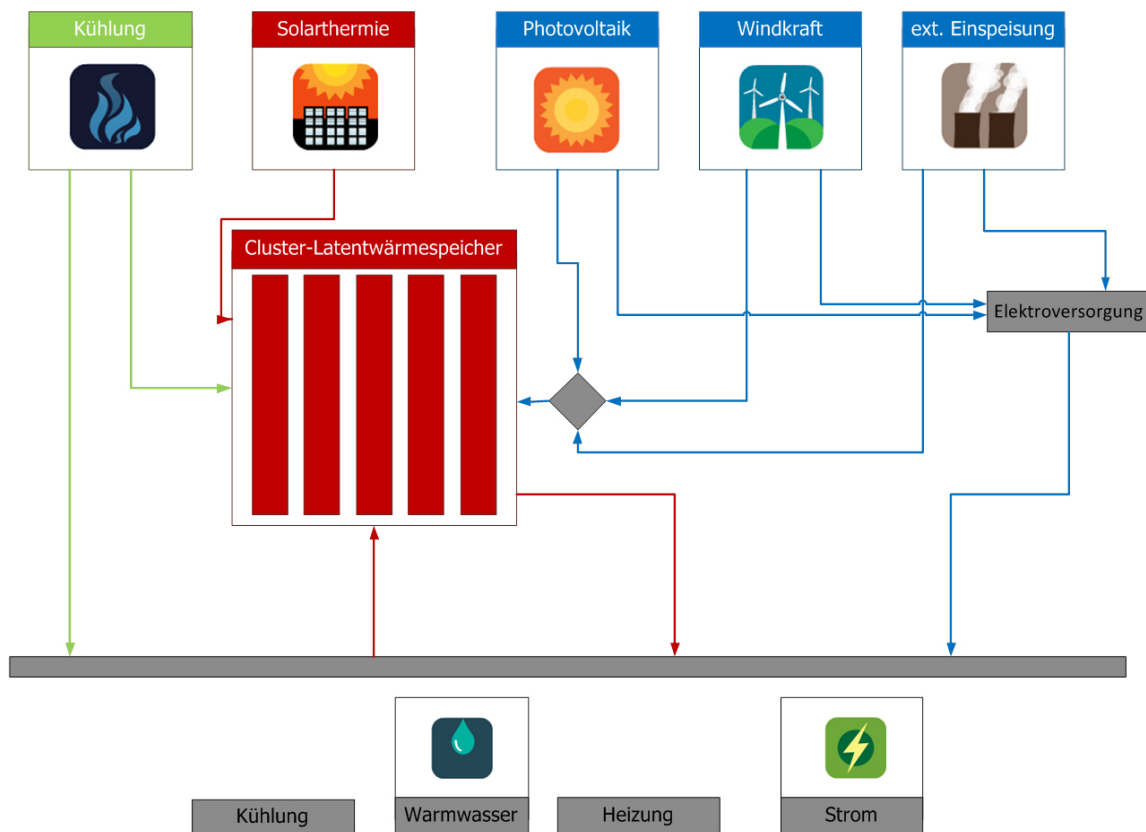 Kühlung
Solarthermie
Photovoltaik
Windkraft
ext. Einspeisung
Cluster-Latentwärmespeicher
Elektroversorgung
Kühlung
Warmwasser
Heizung
Strom